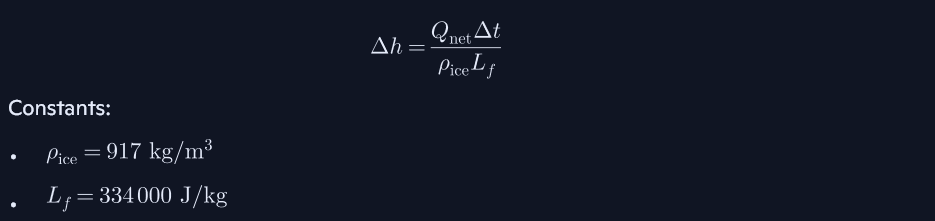 Δh = Q_net Δt / ρ_ice L_f
Constants:
• ρ_ice = 917 kg/m³
• L_f = 334 000 J/kg